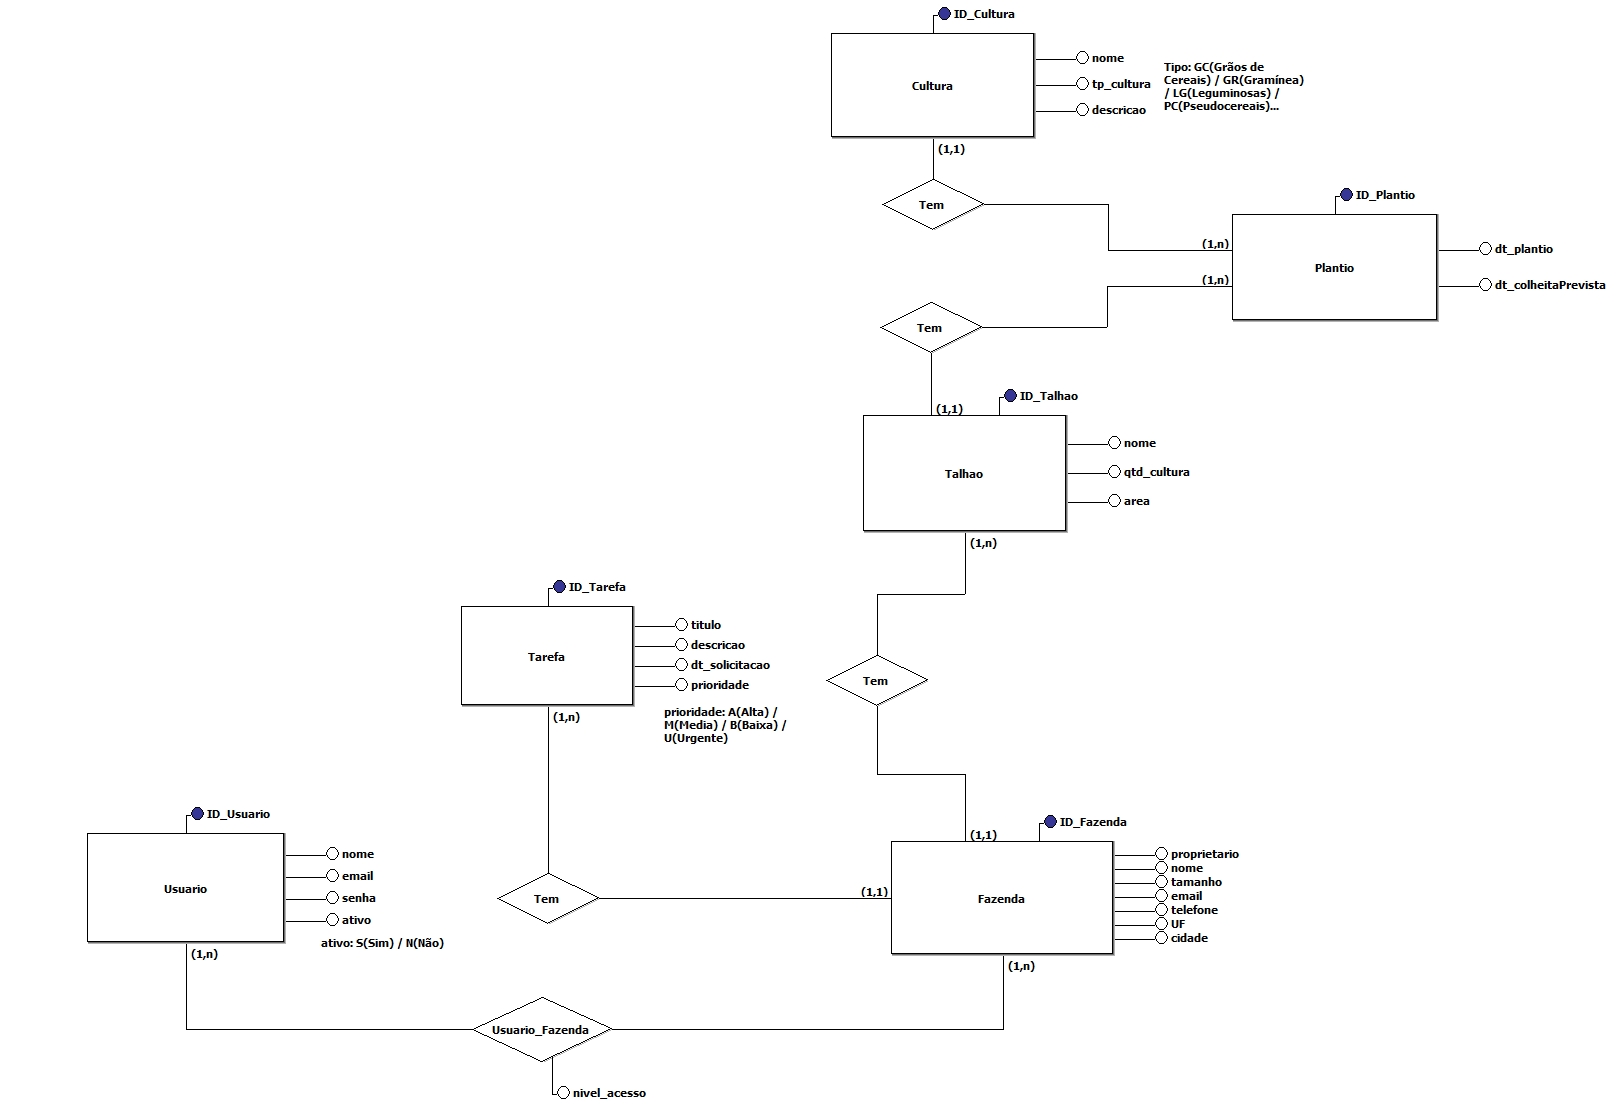 ID_Cultura
Cultura
nome
tp_cultura
descricao
Tipo: GC(Grãos de
Cereais) / GR(Gramínea)
/ LG(Leguminosas) /
PC(Pseudocereais)...
(1,1)
Tem
(1,n)
ID_Plantio
Plantio
dt_plantio
dt_colheitaPrevista
(1,n)
Tem
(1,1)
ID_Talhao
Talhao
nome
qtd_cultura
area
(1,n)
Tem
(1,1)
ID_Tarefa
Tarefa
titulo
descricao
dt_solicitacao
prioridade
prioridade: A(Alta) /
M(Media) / B(Baixa) /
U(Urgente)
(1,n)
Tem
(1,1)
ID_Fazenda
Fazenda
proprietario
nome
tamanho
email
telefone
UF
cidade
(1,n)
ID_Usuario
Usuario
nome
email
senha
ativo
ativo: S(Sim) / N(Não)
(1,n)
Usuario_Fazenda
nivel_acesso